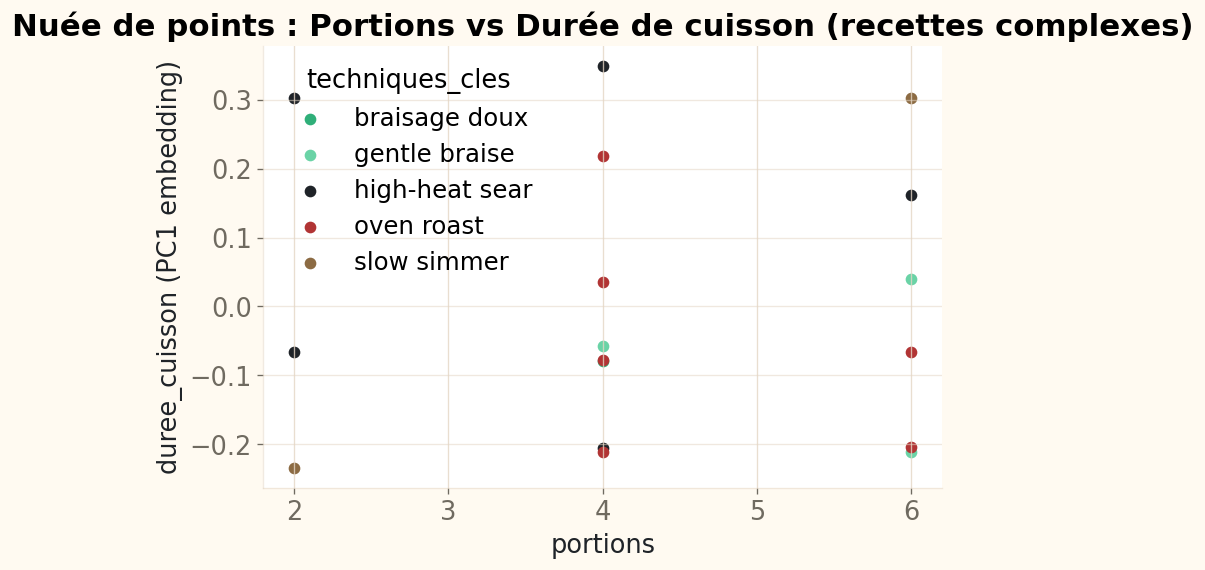 Nuée de points : Portions vs Durée de cuisson (recettes complexes)
duree_cuisson (PC1 embedding)
0.3
0.2
0.1
0.0
−0.1
−0.2
techniques_cles
braisage doux
gentle braise
high-heat sear
oven roast
slow simmer
2
3
4
5
6
portions